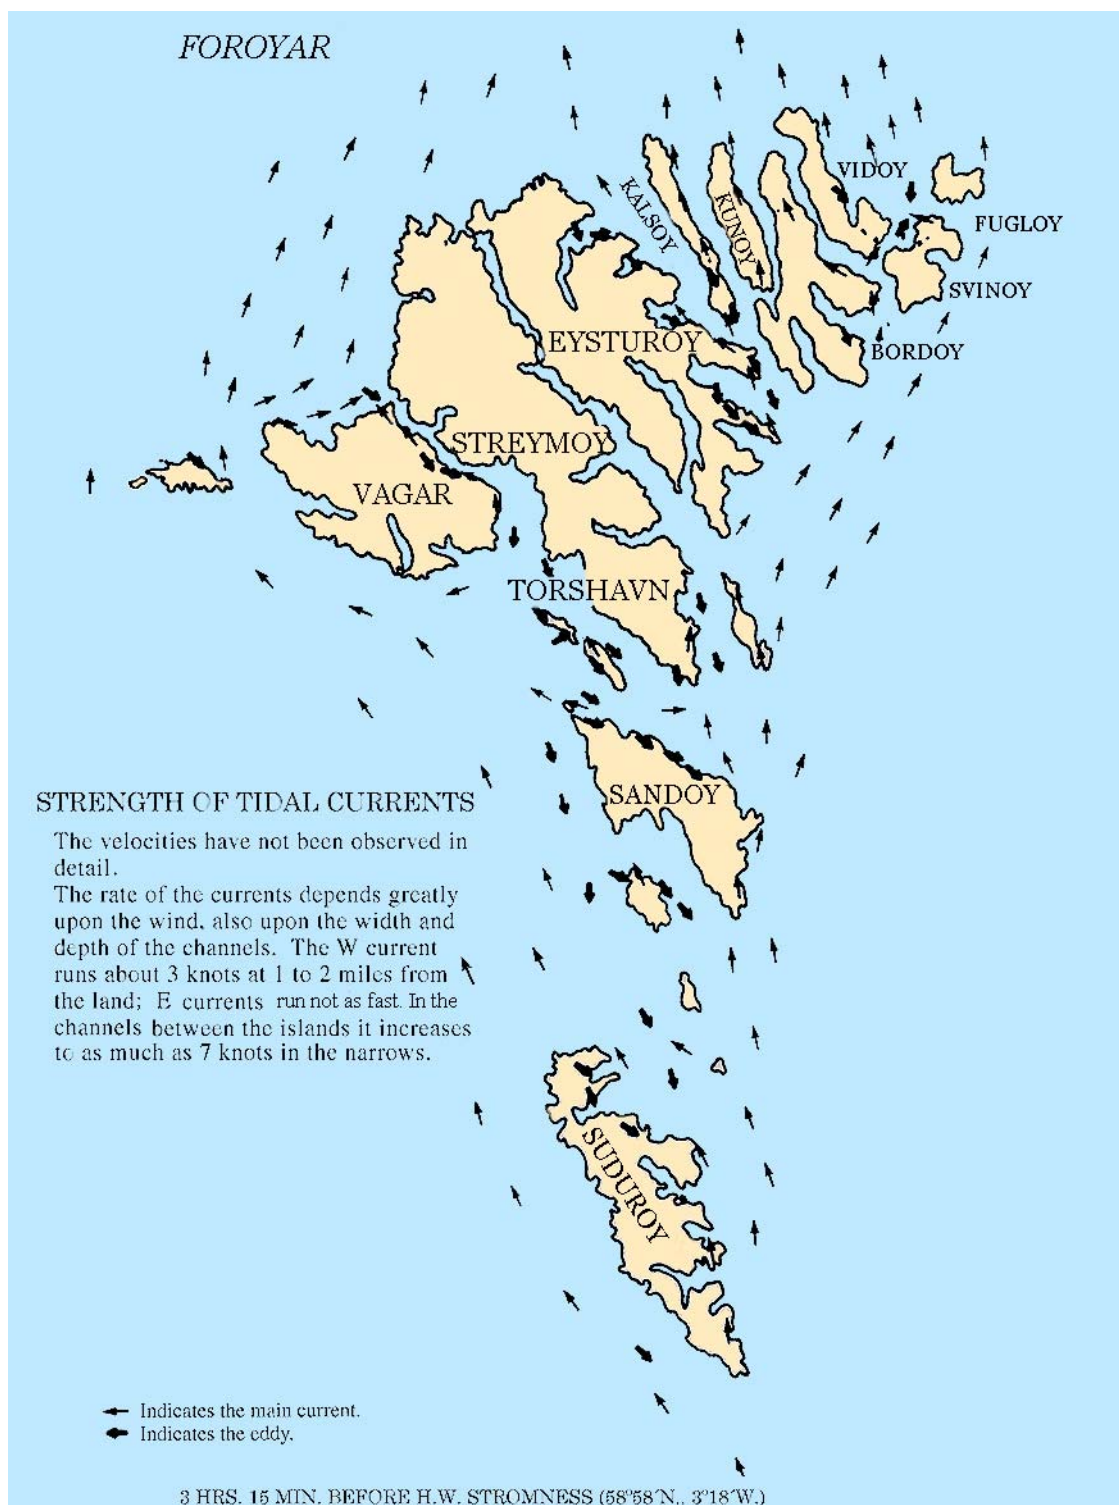 FOROYAR
VIDOY
KALSOY
KUNOY
FUGLOY
SVINOY
EYSTUROY
BORDOY
STREYMOY
VAGAR
TORSHAVN
SANDOY
STRENGTH OF TIDAL CURRENTS
The velocities have not been observed in
detail.
The rate of the currents depends greatly
upon the wind, also upon the width and
depth of the channels. The W current
runs about 3 knots at 1 to 2 miles from
the land; E currents run not as fast. In the
channels between the islands it increases
to as much as 7 knots in the narrows.
SUDUROY
Indicates the main current.
Indicates the eddy.
3 HRS. 15 MIN. BEFORE H.W. STROMNESS (58°58´N., 3°18´W.)